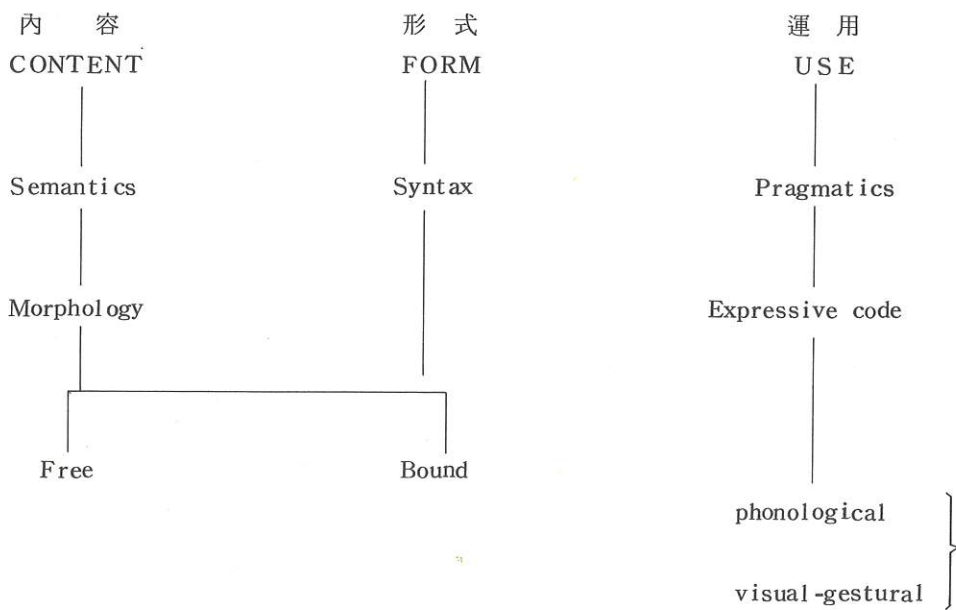 內 容 形 式 運 用
CONTENT FORM USE
Semantics Syntax Pragmatics
Morphology Expressive code
Free Bound
phonological
visual-gestural